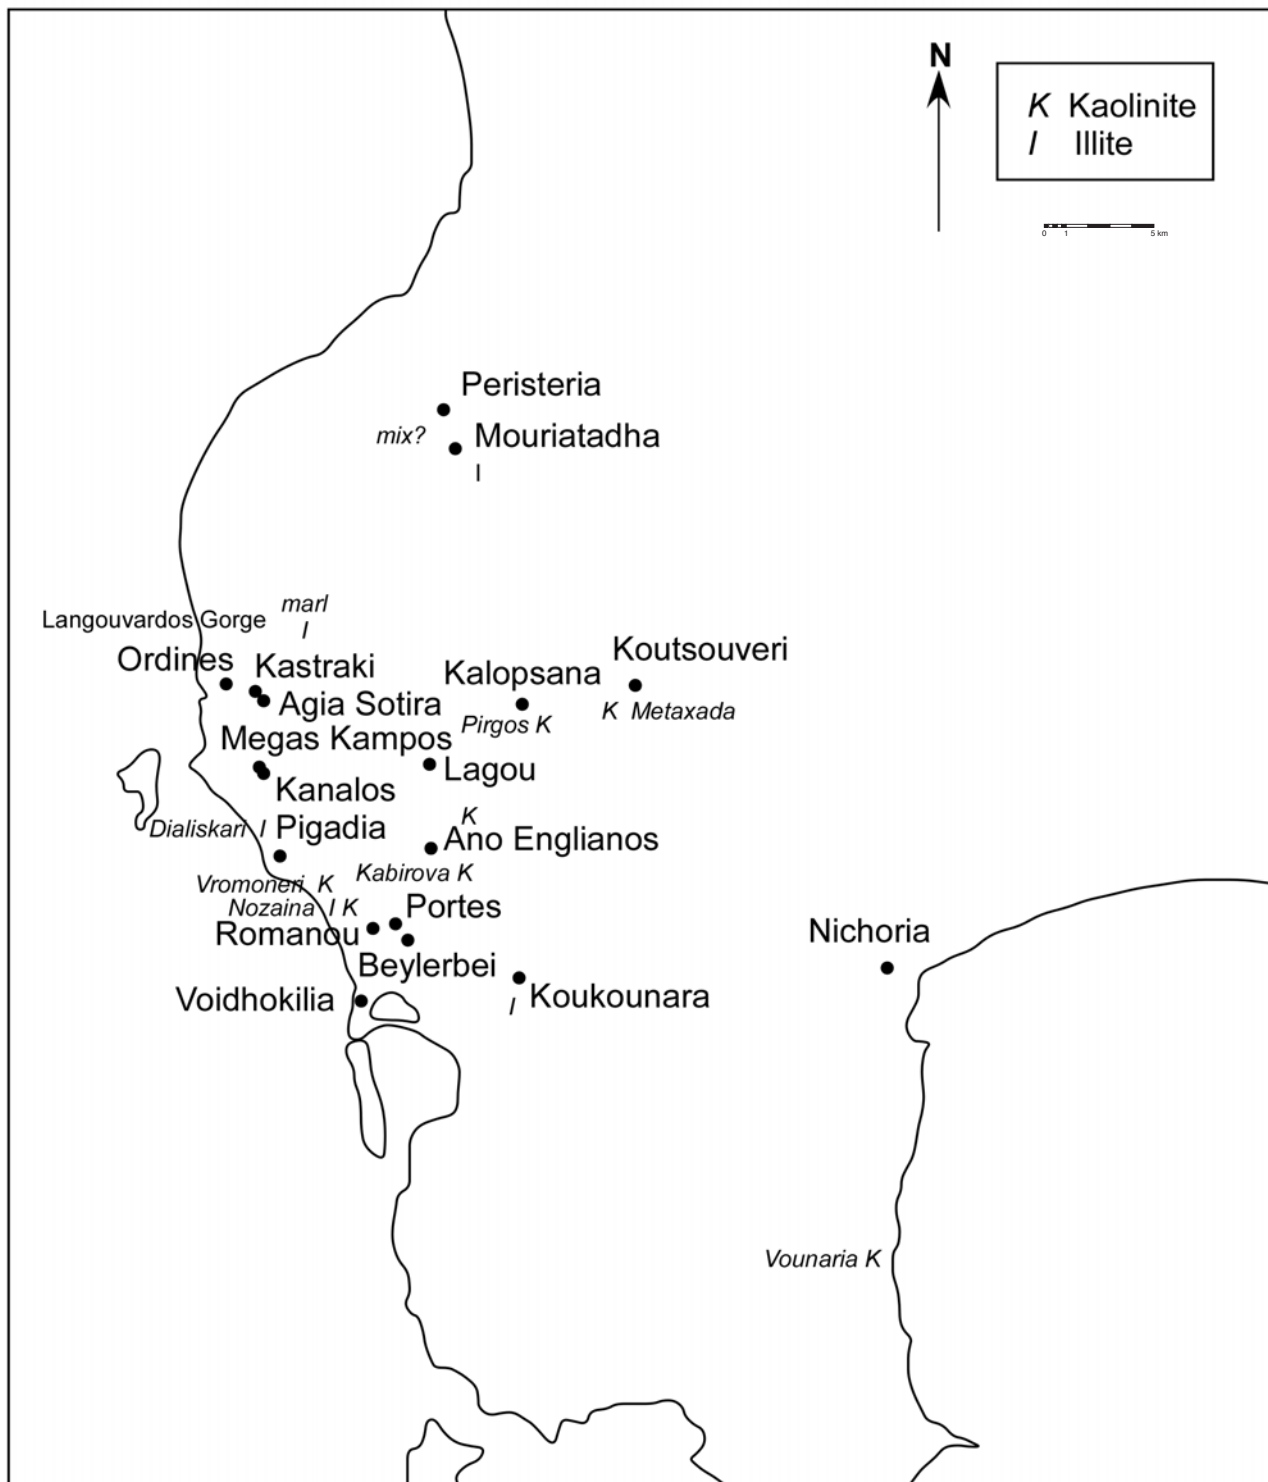 N
K Kaolinite
I Illite
0 1 5 km
Peristeria
mix?
Mouriatadha
I
marl
Langouvardos Gorge
I
Koutsouveri
Ordines
Kastraki
Kalopsana
Agia Sotira
K Metaxada
Pirgos K
Megas Kampos
Lagou
Kanalos
K
Dialiskari I
Pigadia
Ano Englianos
Kabirova K
Vromoneri K
Nozaina I K
Portes
Romanou
Nichoria
Beylerbei
Voidhokilia
I
Koukounara
Vounaria K